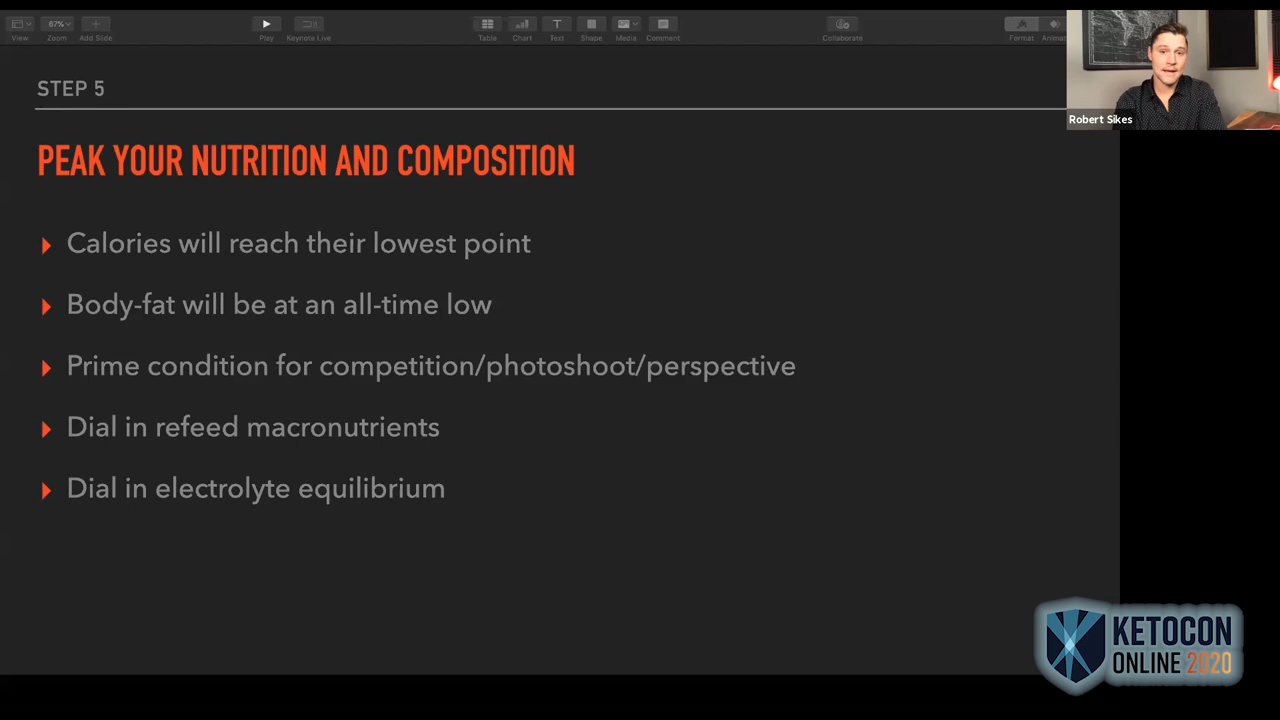 67%
View
Zoom
Add Slide
Play
Keynote Live
Table
Chart
Text
Shape
Media
Comment
Collaborate
Format
Robert Sikes
STEP 5
PEAK YOUR NUTRITION AND COMPOSITION
Calories will reach their lowest point
Body-fat will be at an all-time low
Prime condition for competition/photoshoot/perspective
Dial in refeed macronutrients
Dial in electrolyte equilibrium
KETOCON
ONLINE 2020